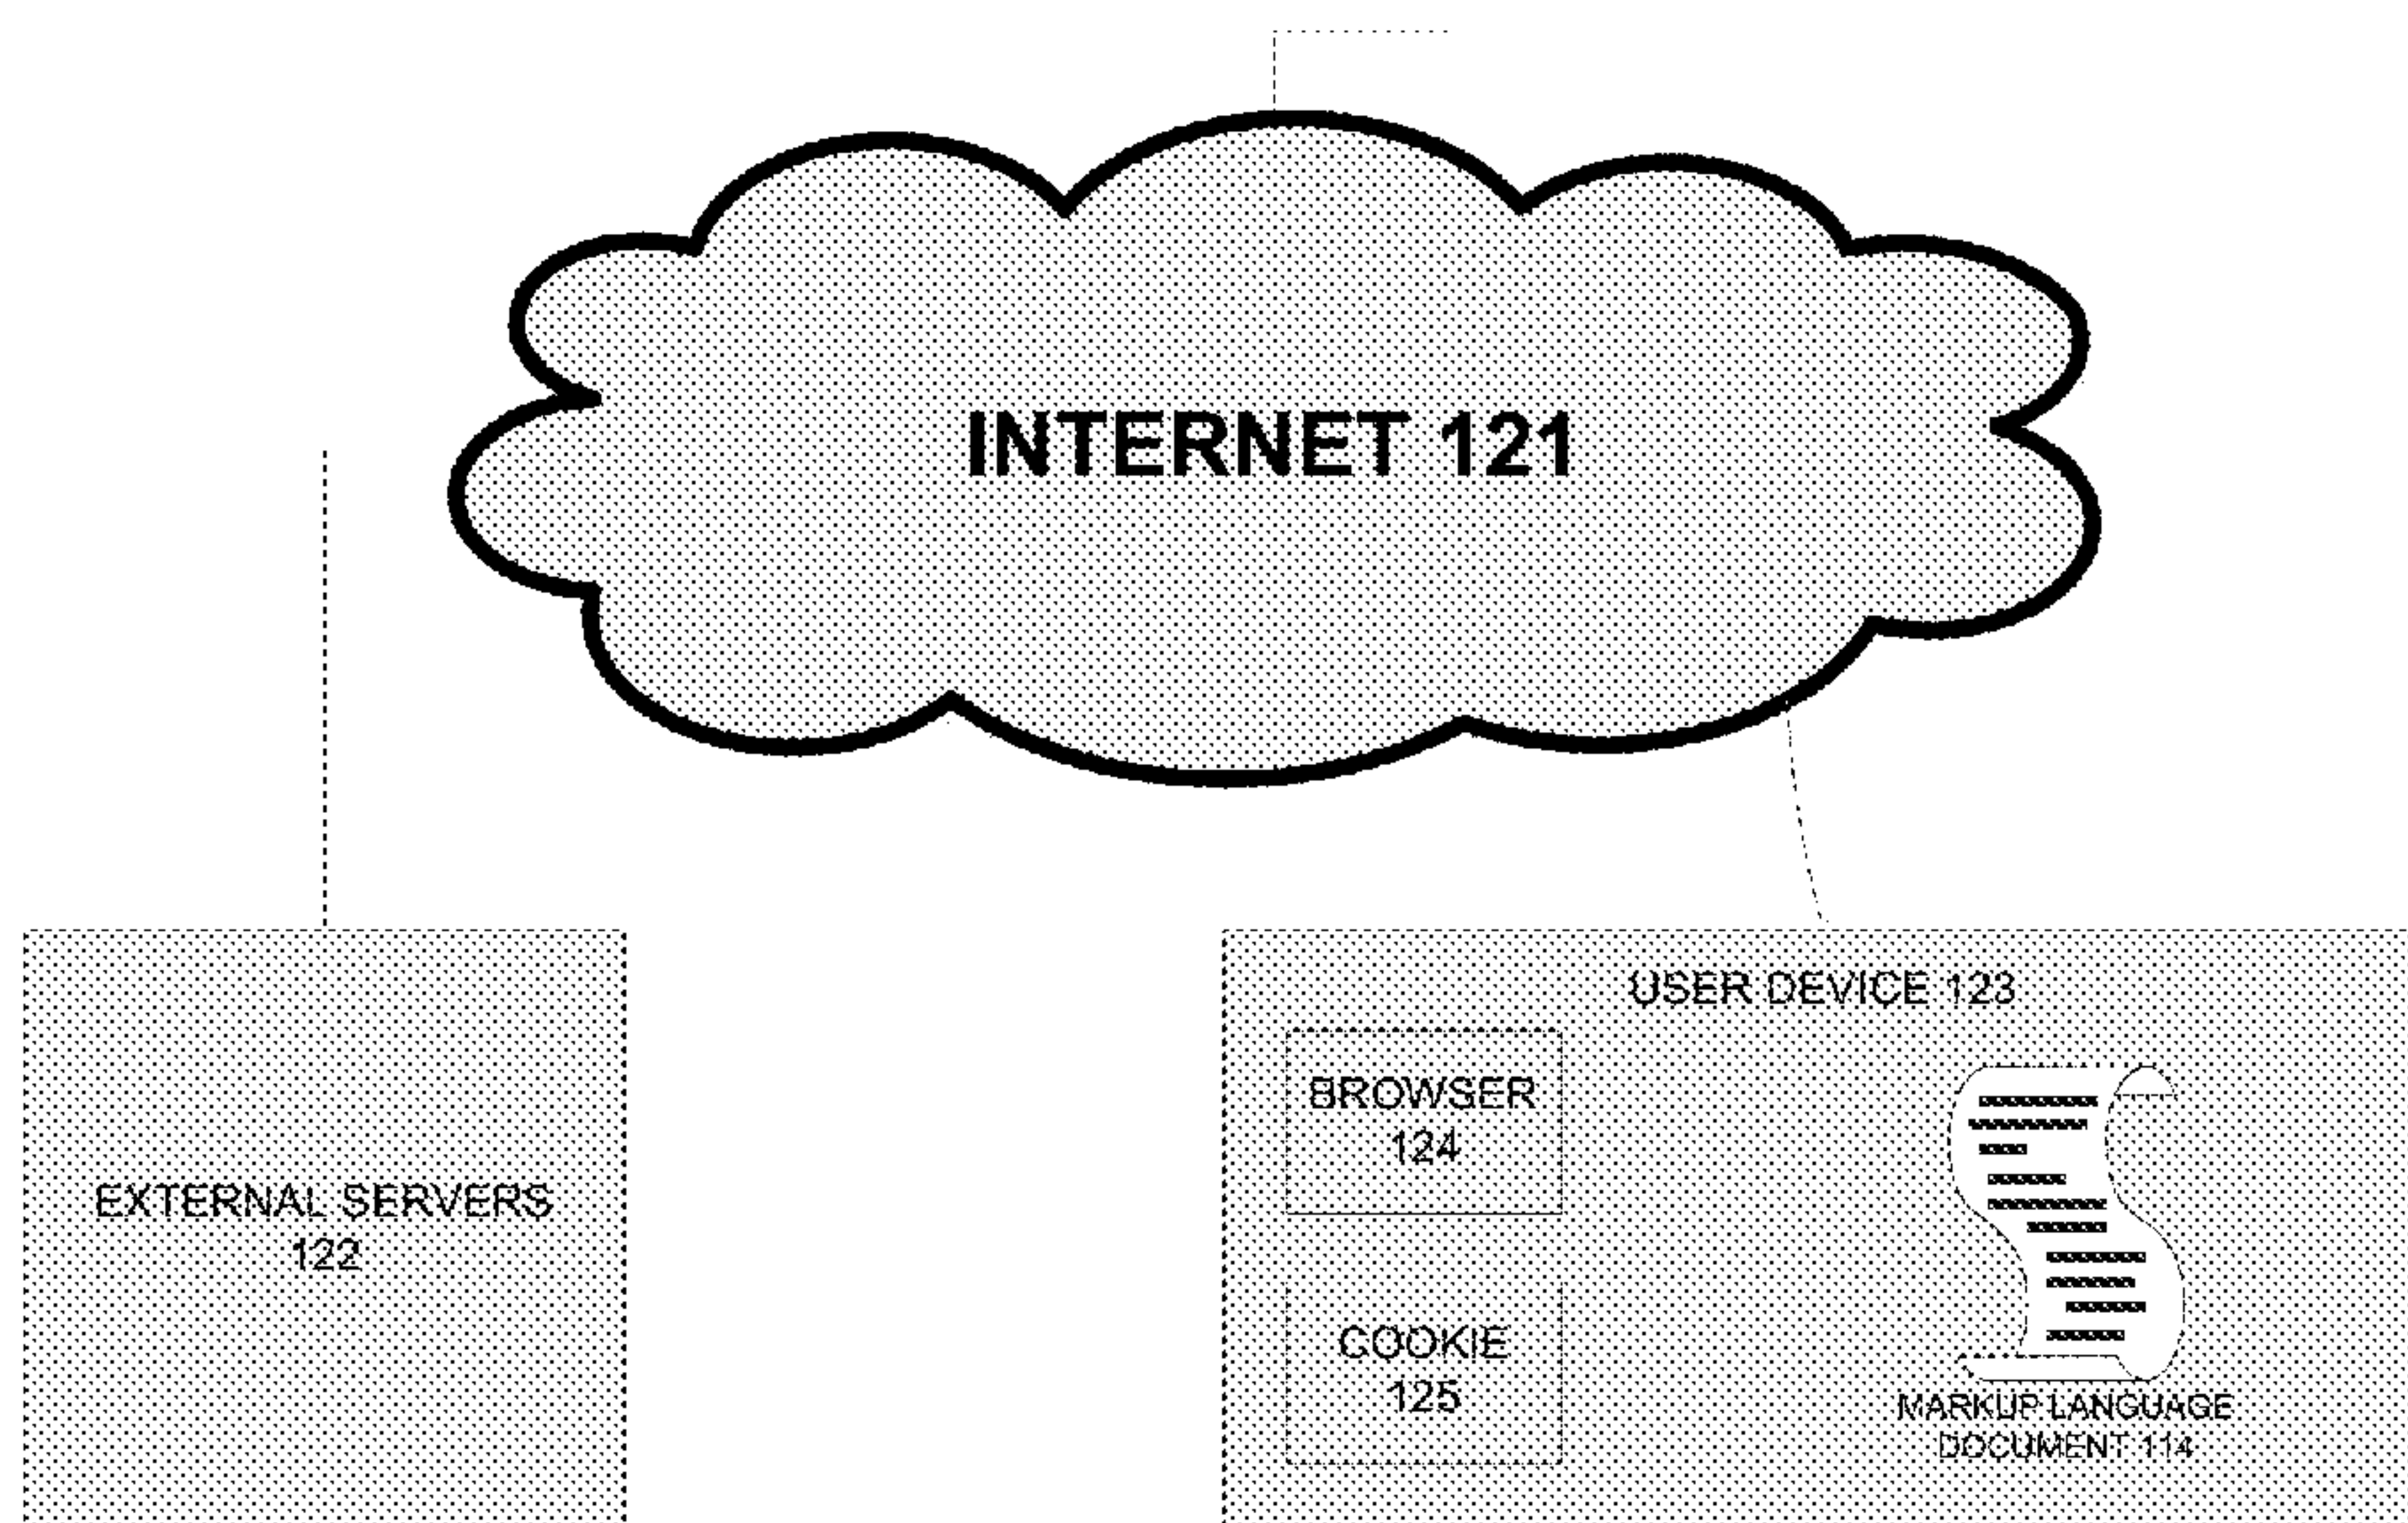 INTERNET 121
USER DEVICE 123
BROWSER
124
EXTERNAL SERVERS
122
COOKIE
125
MARKUP LANGUAGE
DOCUMENT 114